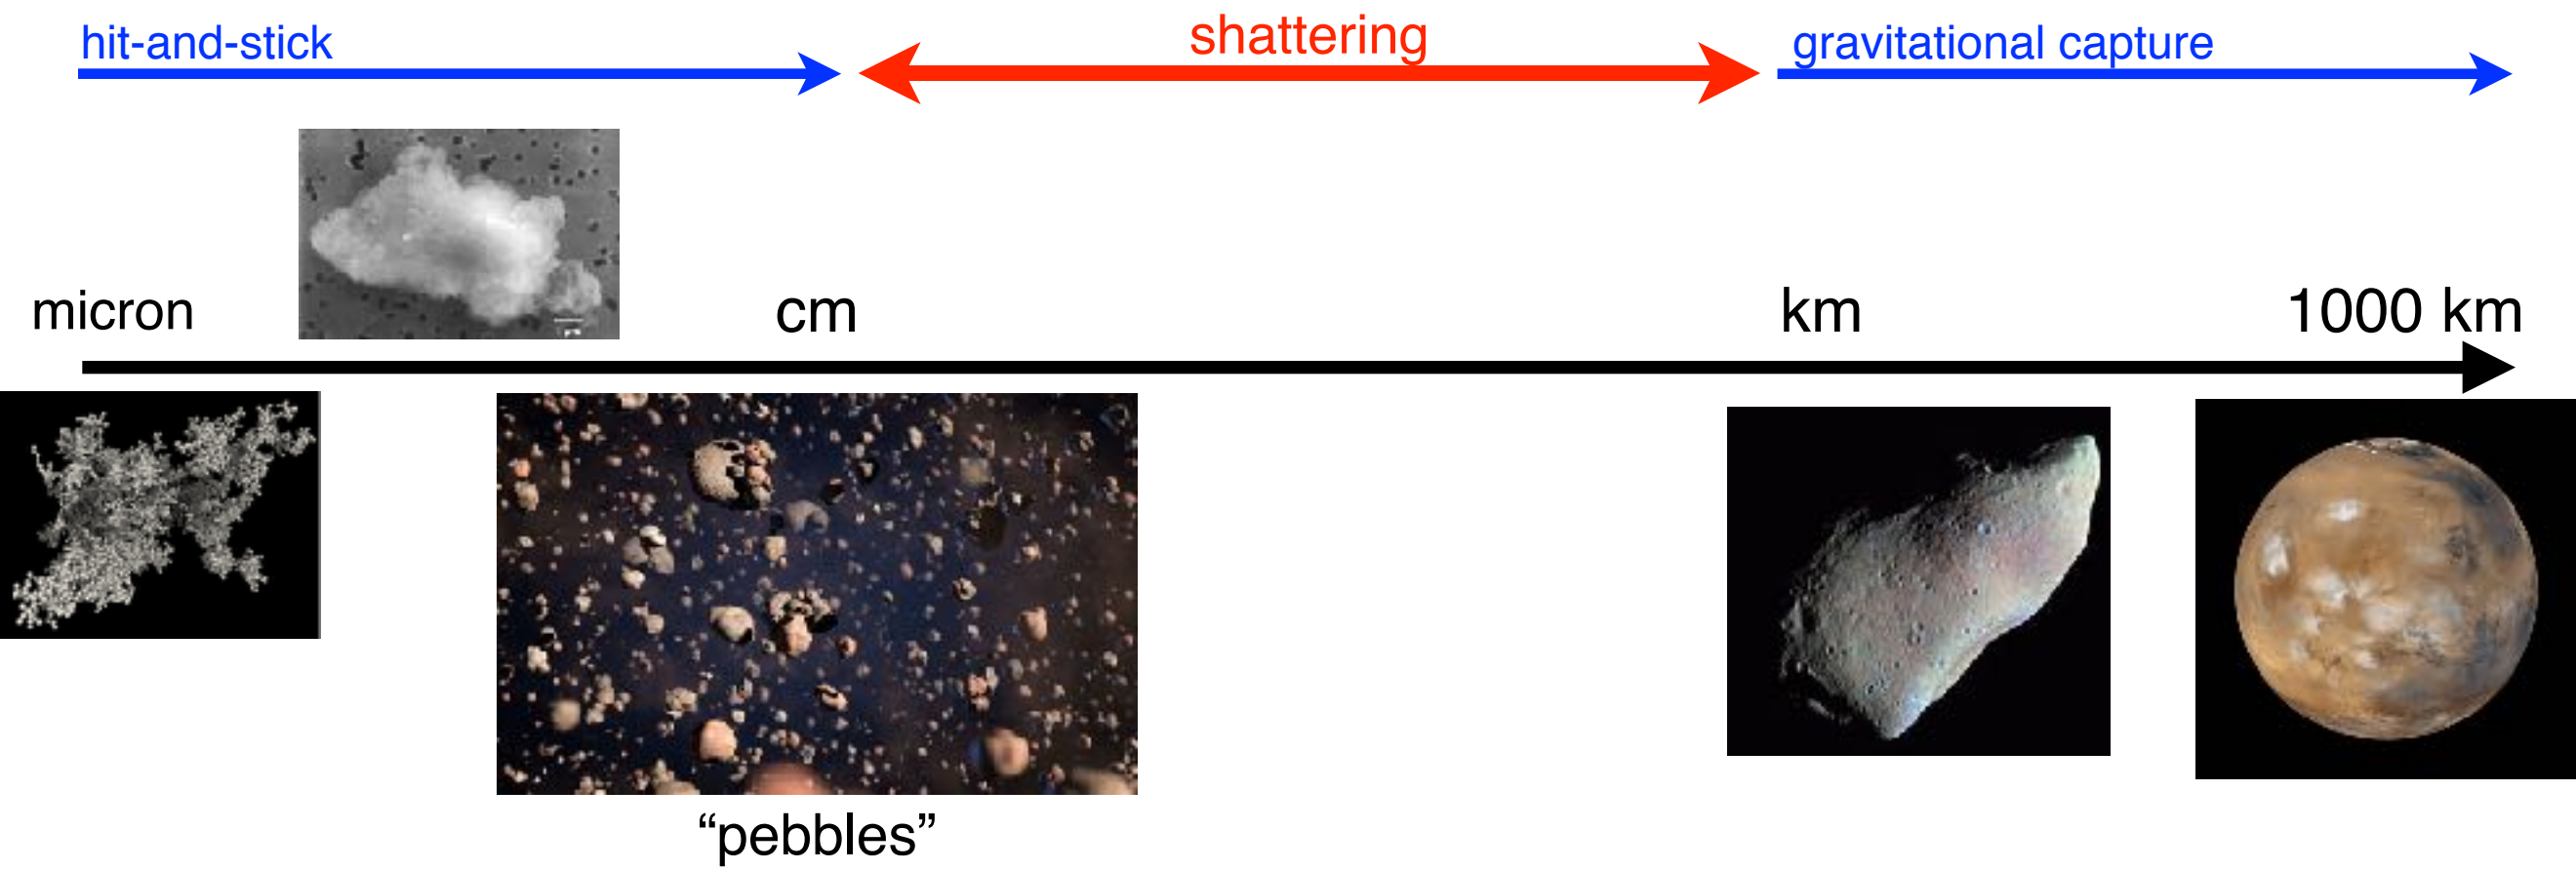 hit-and-stick
shattering
gravitational capture
micron
cm
km
1000 km
“pebbles”